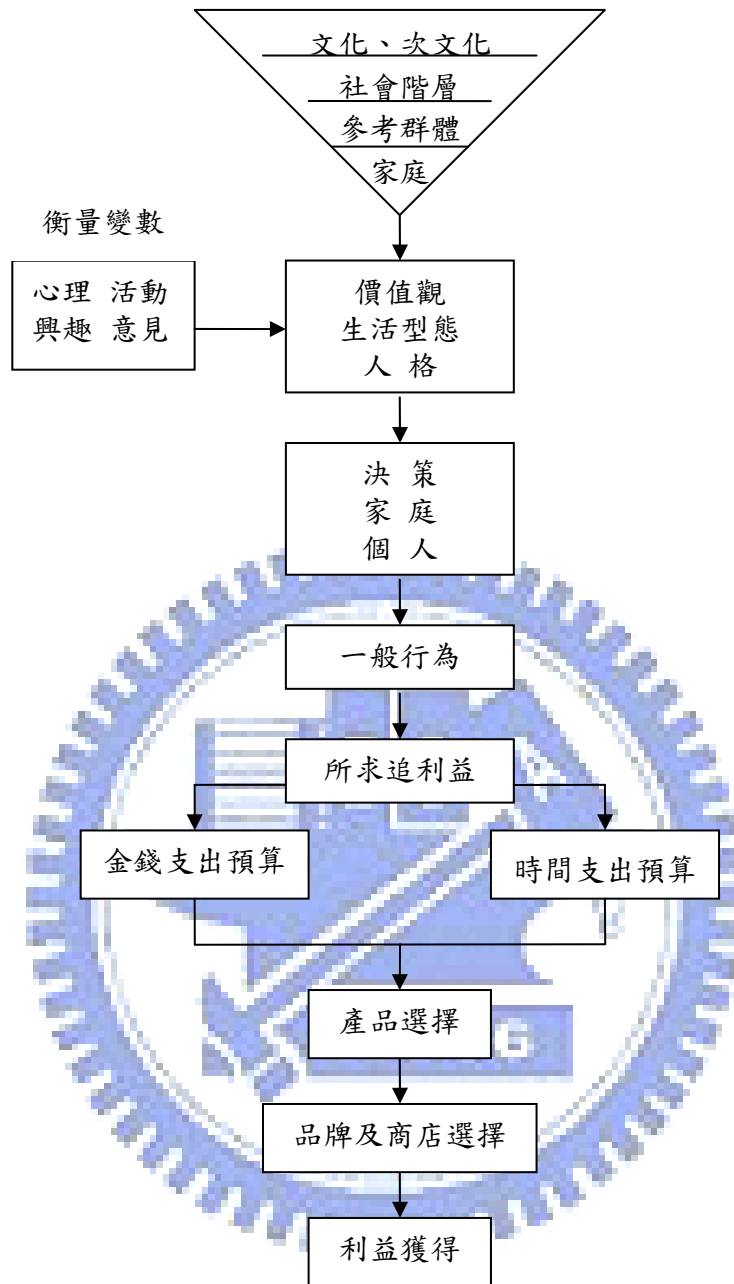 文化、次文化
社會階層
參考群體
家庭
衡量變數
心理 活動
興趣 意見
價值觀
生活型態
人 格
決 策
家 庭
個 人
一般行為
所求追利益
金錢支出預算
時間支出預算
產品選擇
品牌及商店選擇
利益獲得